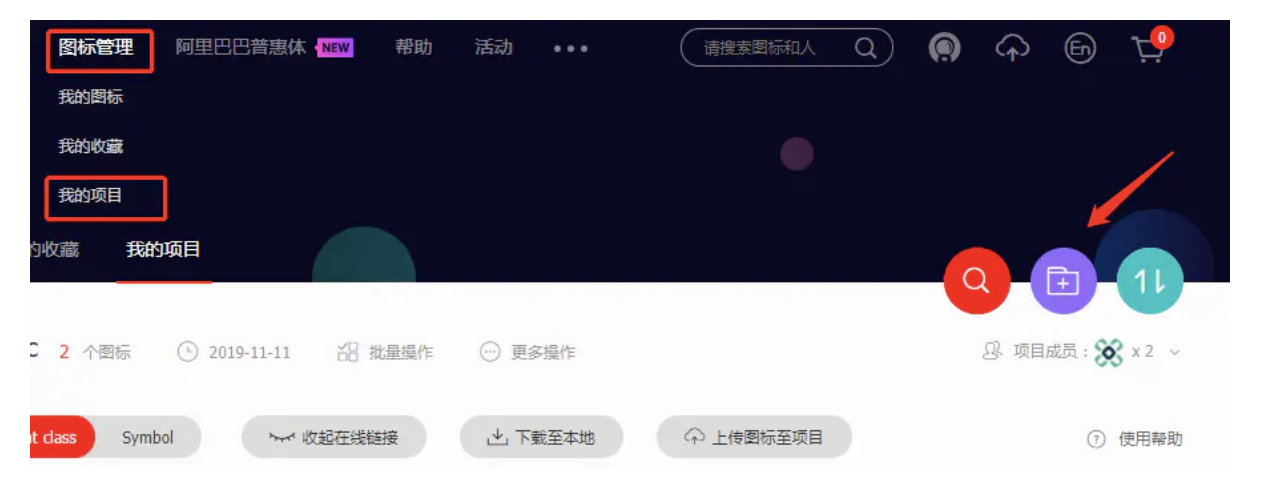 图标管理 阿里巴巴普惠体 NEW 帮助 活动 ••• 请搜索图标和人 En 0
我的图标
我的收藏
我的项目
的收藏 我的项目
C 2 个图标 2019-11-11 批量操作 更多操作 项目成员 : x 2
nt class Symbol 收起在线链接 下载至本地 上传图标至项目 使用帮助